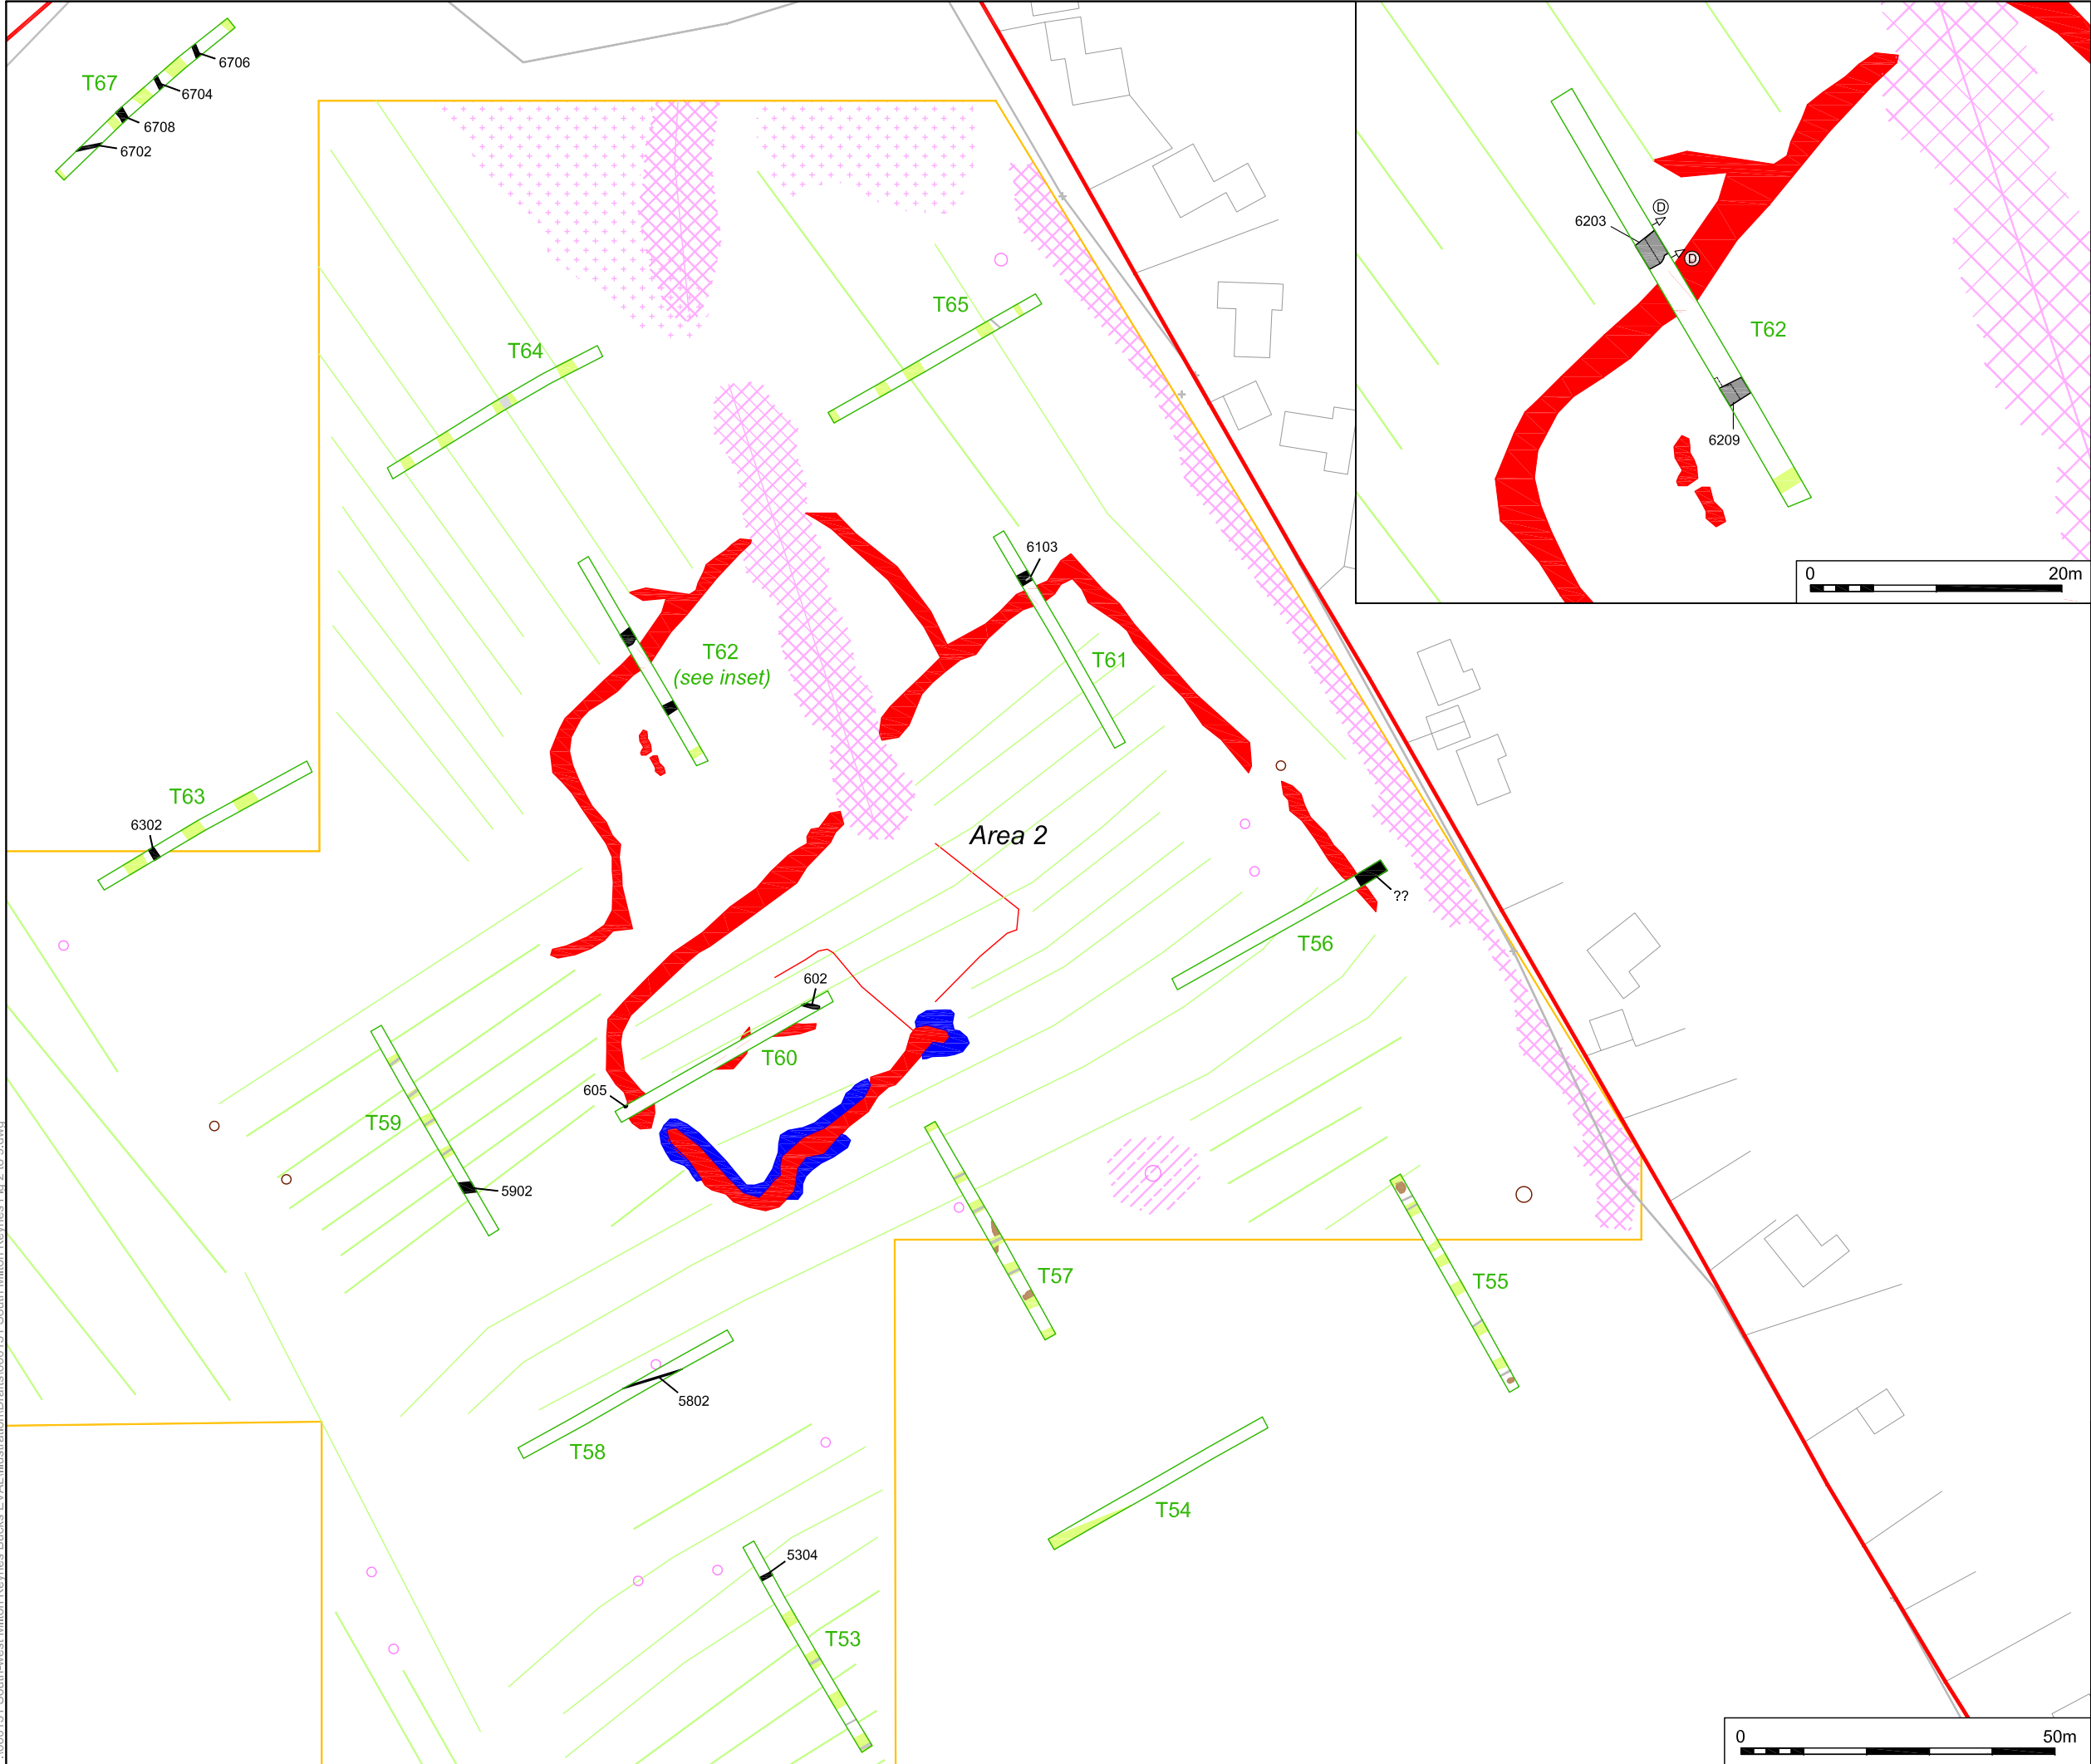 T67
6706
6704
6708
6702
6203
D
D
T62
6209
0 20m
T65
T64
6103
T62
(see inset)
T61
T63
6302
Area 2
??
T56
602
T60
605
T59
5902
T57
T55
5802
T58
T54
5304
T53
0 50m